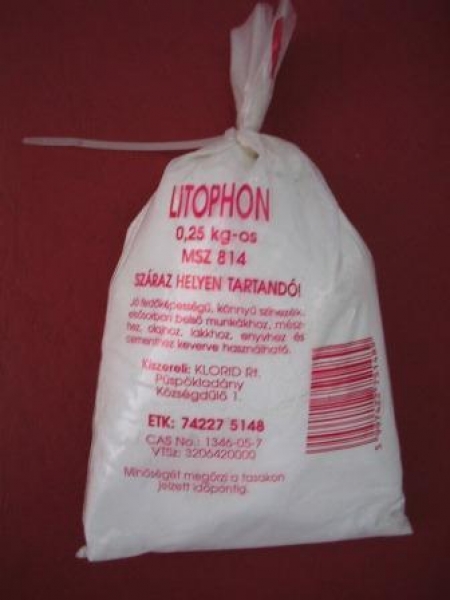 LITOPHON
0,25 kg-os
MSZ 814
SZÁRAZ HELYEN TARTANDÓ!
Jó fedőképességű, könnyű színezék,
elsősorban belső munkákhoz, mész-
hez, olajhoz, lakkhoz, enyvhez és
cementhez keverve használható.
Kiszereli: KLORID Rt.
Püspökladány
Községdűlő 1.
ETK: 74227 5148
CAS No.: 1346-05-7
VTSz: 3206420000
Minőségét megőrzi a tasakon
jelzett időpontig.